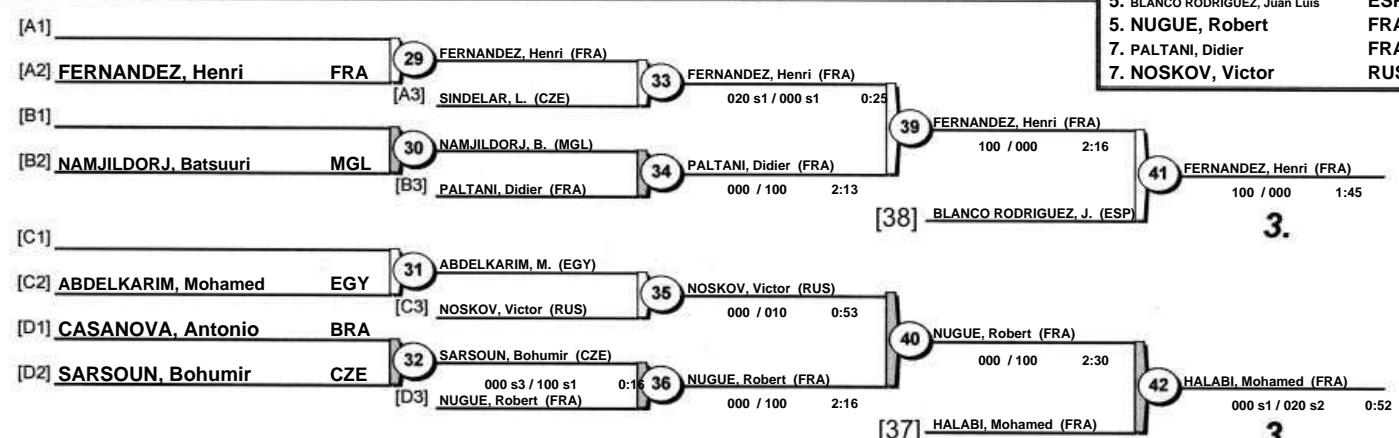 5. BLANCO RODRIGUEZ, Juan Luis
5. NUGUE, Robert
7. PALTANI, Didier
7. NOSKOV, Victor
[A1]
[A2] FERNANDEZ, Henri FRA
29
FERNANDEZ, Henri (FRA)
[A3] SINDELAR, L. (CZE)
33
FERNANDEZ, Henri (FRA)
020 s1 / 000 s1 0:25
[B1]
[B2] NAMJILDORJ, Batsuuri MGL
30
NAMJILDORJ, B. (MGL)
[B3] PALTANI, Didier (FRA)
34
PALTANI, Didier (FRA)
000 / 100 2:13
39
FERNANDEZ, Henri (FRA)
100 / 000 2:16
[38] BLANCO RODRIGUEZ, J. (ESP)
41
FERNANDEZ, Henri (FRA)
100 / 000 1:45
3.
[C1]
[C2] ABDELKARIM, Mohamed EGY
31
ABDELKARIM, M. (EGY)
[C3] NOSKOV, Victor (RUS)
35
NOSKOV, Victor (RUS)
000 / 010 0:53
[D1] CASANOVA, Antonio BRA
[D2] SARSOUN, Bohumir CZE
32
SARSOUN, Bohumir (CZE)
000 s3 / 100 s1 0:16
[D3] NUGUE, Robert (FRA)
36
NUGUE, Robert (FRA)
000 / 100 2:16
40
NUGUE, Robert (FRA)
000 / 100 2:30
[37] HALABI, Mohamed (FRA)
42
HALABI, Mohamed (FRA)
000 s1 / 020 s2 0:52
3.